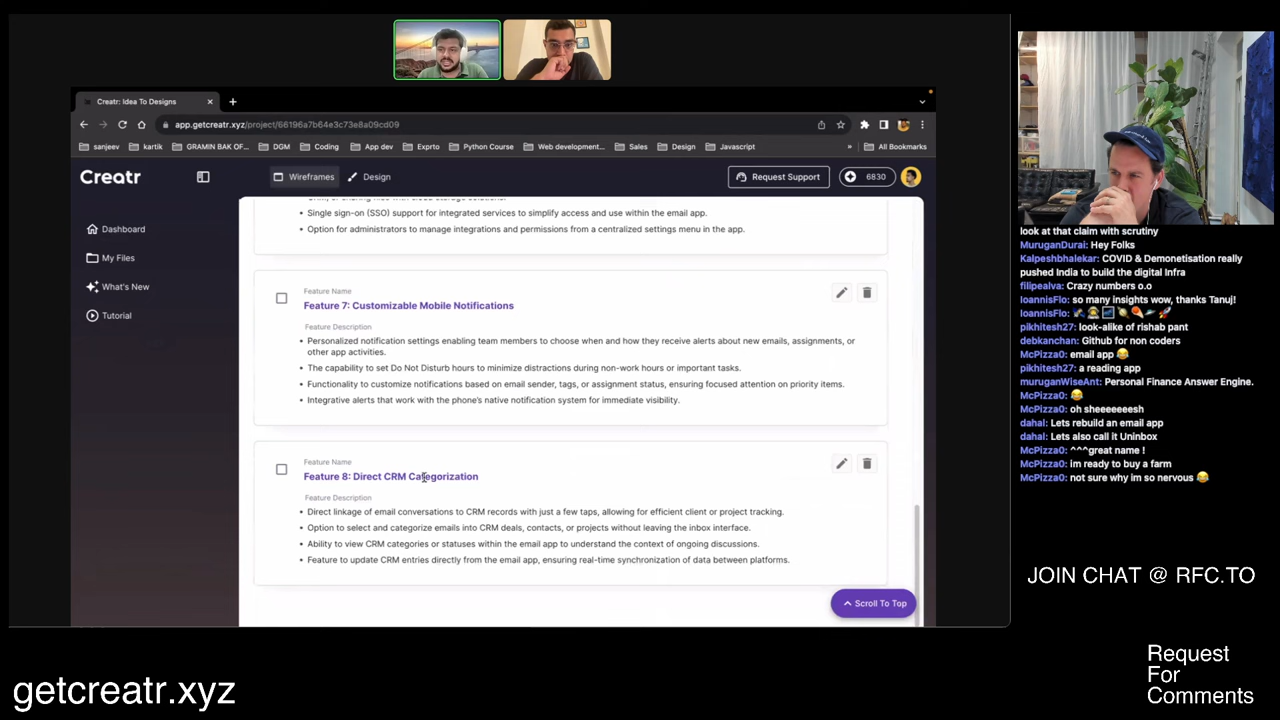 Creatr: Idea To Designs
app.getcreatr.xyz/project/66196a7b64e3c73e8a09cd09
sanjeev
kartik
GRAMIN BAK OF...
DGM
Coding
App dev
Exprto
Python Course
Web development...
Sales
Design
Javascript
»
All Bookmarks
Creatr
Wireframes
Design
Request Support
6830
Dashboard
My Files
What's New
Tutorial
• Single sign-on (SSO) support for integrated services to simplify access and use within the email app.
• Option for administrators to manage integrations and permissions from a centralized settings menu in the app.
Feature Name
Feature 7: Customizable Mobile Notifications
Feature Description
• Personalized notification settings enabling team members to choose when and how they receive alerts about new emails, assignments, or
other app activities.
• The capability to set Do Not Disturb hours to minimize distractions during non-work hours or important tasks.
• Functionality to customize notifications based on email sender, tags, or assignment status, ensuring focused attention on priority items.
• Integrative alerts that work with the phone's native notification system for immediate visibility.
Feature Name
Feature 8: Direct CRM Categorization
Feature Description
• Direct linkage of email conversations to CRM records with just a few taps, allowing for efficient client or project tracking.
• Option to select and categorize emails into CRM deals, contacts, or projects without leaving the inbox interface.
• Ability to view CRM categories or statuses within the email app to understand the context of ongoing discussions.
• Feature to update CRM entries directly from the email app, ensuring real-time synchronization of data between platforms.
Scroll To Top
look at that claim with scrutiny
MuruganDurai: Hey Folks
Kalpeshbhalekar: COVID & Demonetisation really
pushed India to build the digital Infra
filipealva: Crazy numbers o.o
IoannisFlo: so many insights wow, thanks Tanuj!
IoannisFlo:
pikhitesh27: look-alike of rishab pant
debkanchan: Github for non coders
McPizza0: email app 😂
pikhitesh27: a reading app
muruganWiseAnt: Personal Finance Answer Engine.
McPizza0: 😂
McPizza0: oh sheeeeeesh
dahal: Lets rebuild an email app
dahal: Lets also call it Uninbox
McPizza0: ^^^great name !
McPizza0: im ready to buy a farm
McPizza0: not sure why im so nervous 😂
JOIN CHAT @ RFC.TO
getcreatr.xyz
Request
For
Comments